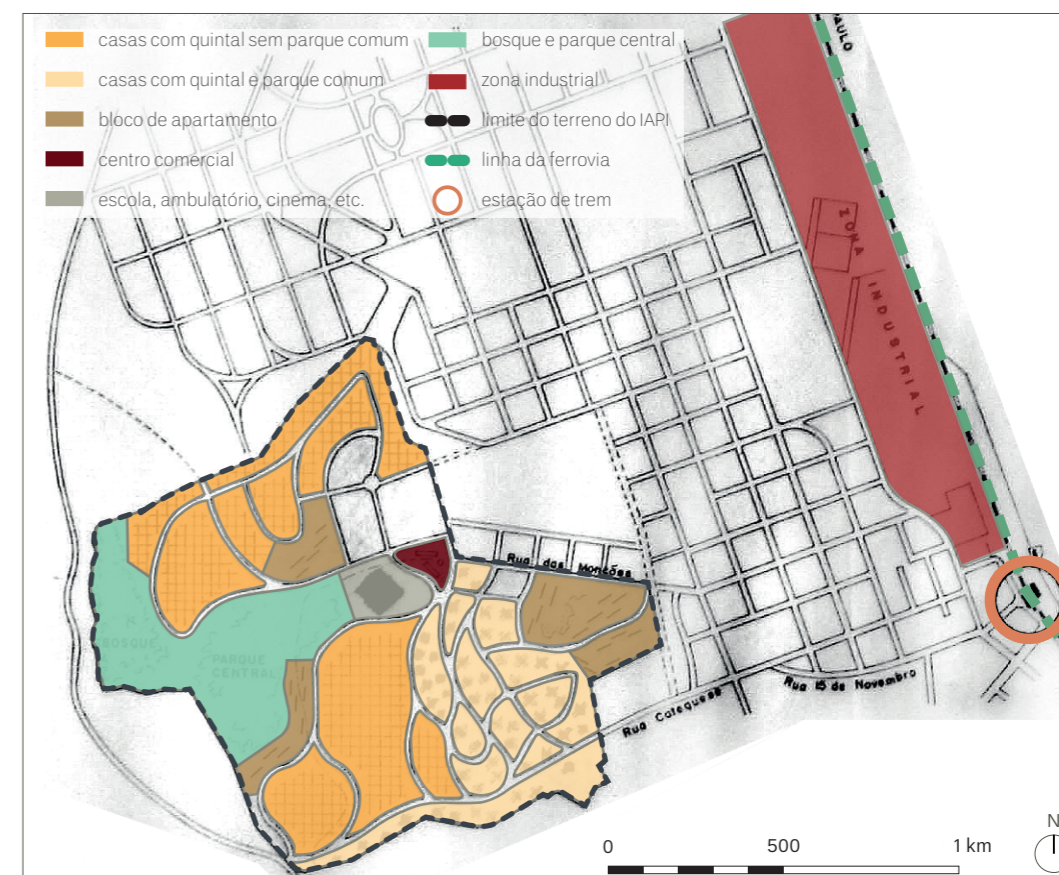 casas com quintal sem parque comum
casas com quintal e parque comum
bloco de apartamento
centro comercial
escola, ambulatório, cinema, etc.
bosque e parque central
zona industrial
limite do terreno do IAPI
linha da ferrovia
estação de trem
PAULO
ZONA INDUSTRIAL
Rua das Monções
BOSQUE
PARQUE
CENTRAL
Rua Catequese
Rua 15 de Novembro
0 500 1 km
N